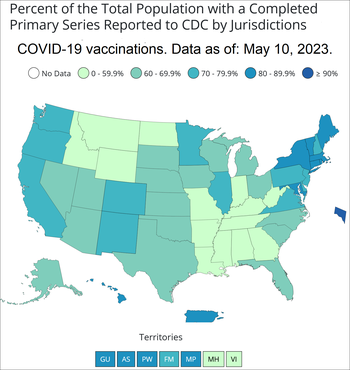 Percent of the Total Population with a Completed
Primary Series Reported to CDC by Jurisdictions
COVID-19 vaccinations. Data as of: May 10, 2023.
No Data 0 - 59.9% 60 - 69.9% 70 - 79.9% 80 - 89.9% ≥ 90%
Territories
GU AS PW FM MP MH VI